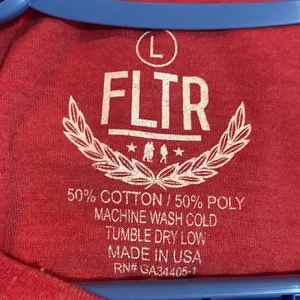 L
FLTR
50% COTTON / 50% POLY
MACHINE WASH COLD
TUMBLE DRY LOW
MADE IN USA
RN# GA34405-1